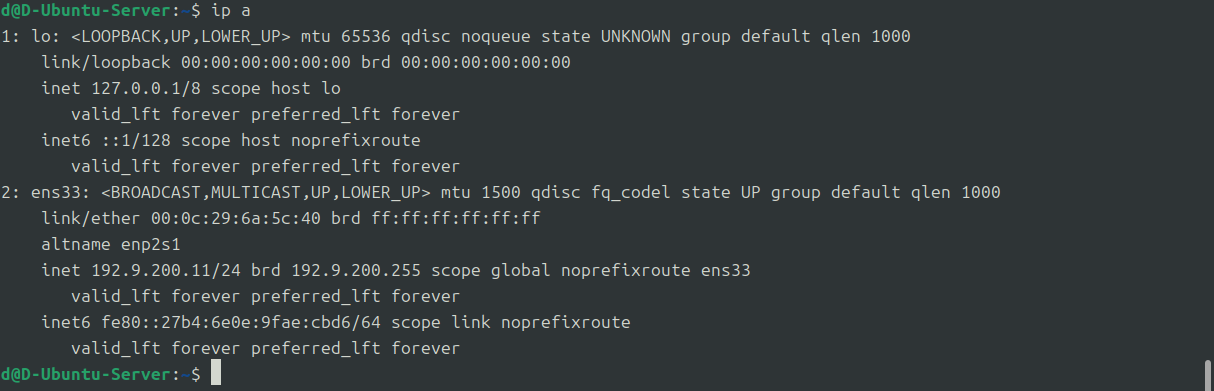 d@D-Ubuntu-Server:~$ ip a
1: lo: <LOOPBACK,UP,LOWER_UP> mtu 65536 qdisc noqueue state UNKNOWN group default qlen 1000
    link/loopback 00:00:00:00:00:00 brd 00:00:00:00:00:00
    inet 127.0.0.1/8 scope host lo
       valid_lft forever preferred_lft forever
    inet6 ::1/128 scope host noprefixroute
       valid_lft forever preferred_lft forever
2: ens33: <BROADCAST,MULTICAST,UP,LOWER_UP> mtu 1500 qdisc fq_codel state UP group default qlen 1000
    link/ether 00:0c:29:6a:5c:40 brd ff:ff:ff:ff:ff:ff
    altname enp2s1
    inet 192.9.200.11/24 brd 192.9.200.255 scope global noprefixroute ens33
       valid_lft forever preferred_lft forever
    inet6 fe80::27b4:6e0e:9fae:cbd6/64 scope link noprefixroute
       valid_lft forever preferred_lft forever
d@D-Ubuntu-Server:~$